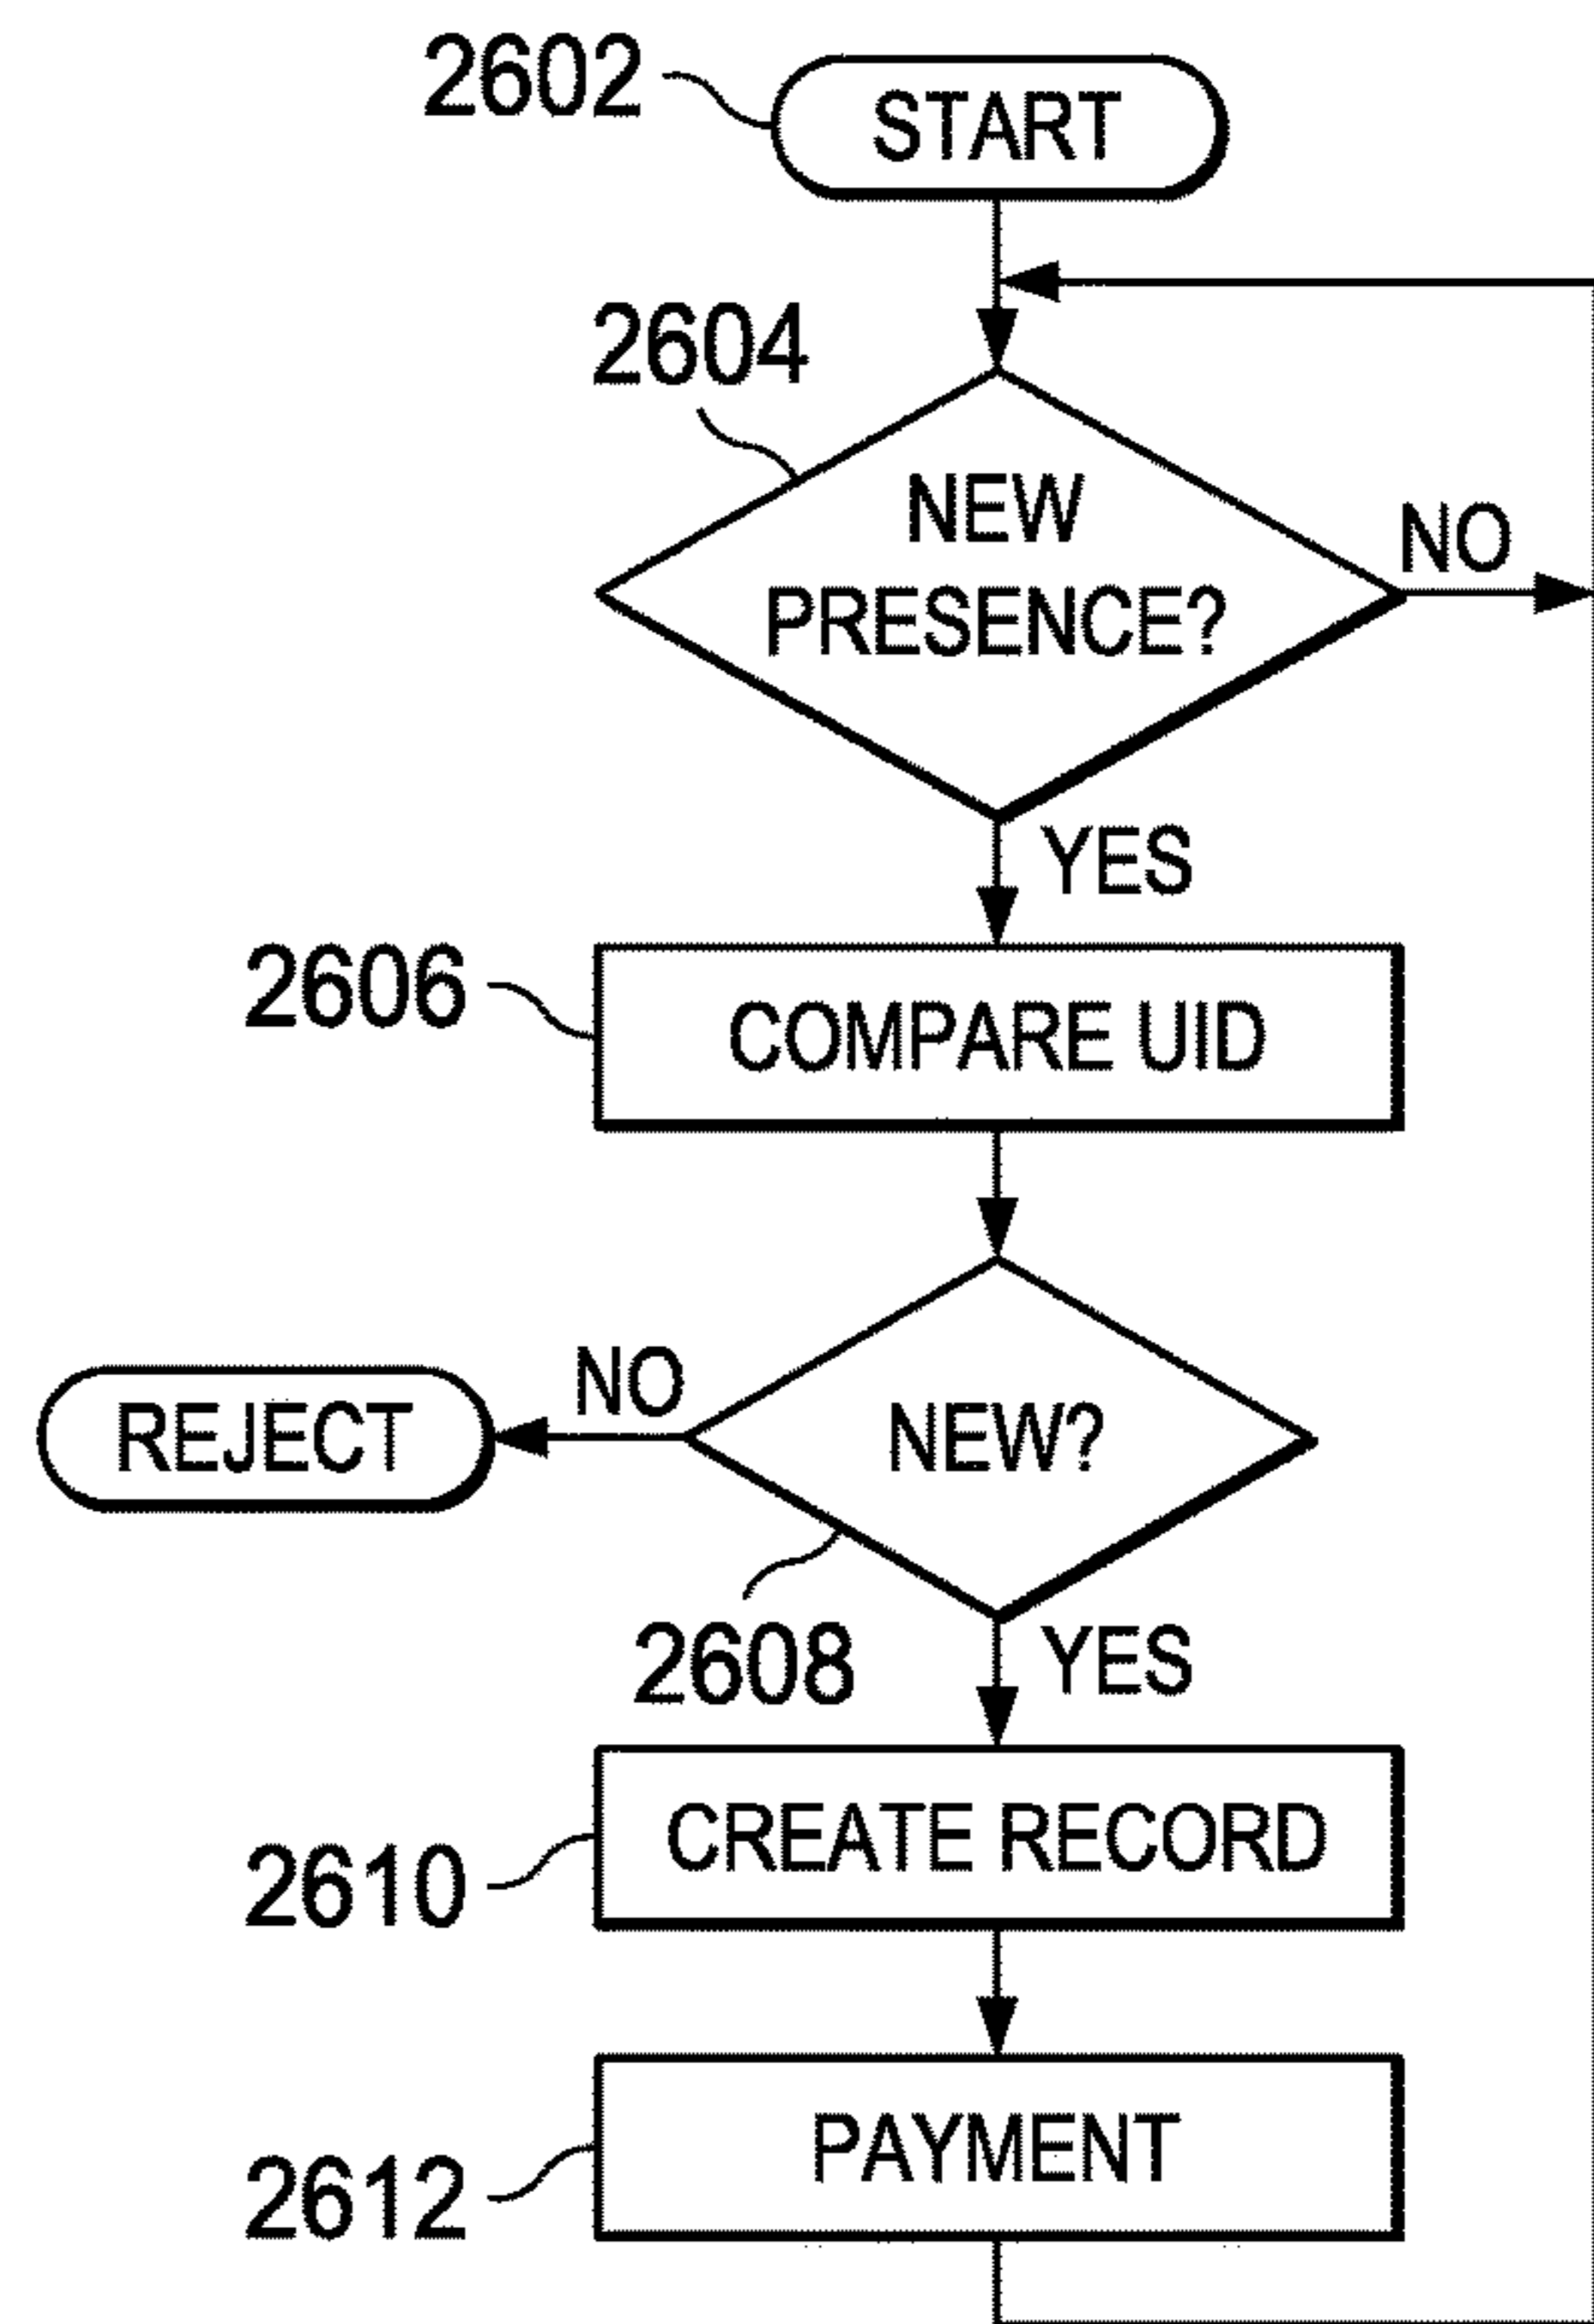 2602
START
2604
NEW
PRESENCE?
NO
YES
2606
COMPARE UID
NO
REJECT
NEW?
2608
YES
CREATE RECORD
2610
PAYMENT
2612